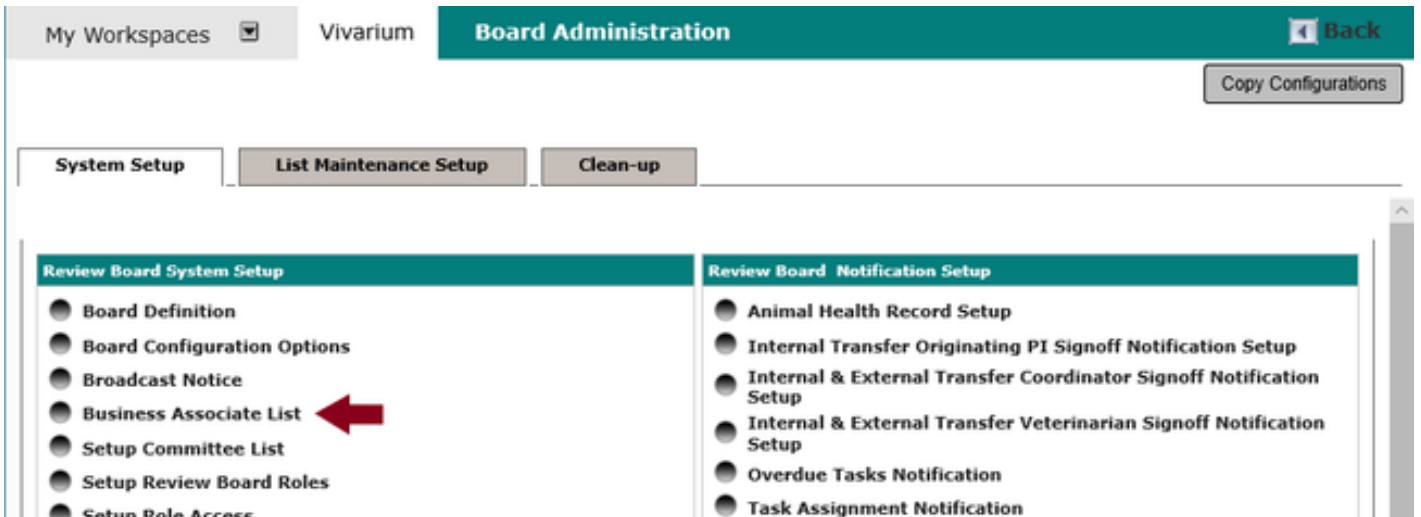 My Workspaces
Vivarium
Board Administration
Back
Copy Configurations
System Setup
List Maintenance Setup
Clean-up
Review Board System Setup
Board Definition
Board Configuration Options
Broadcast Notice
Business Associate List
Setup Committee List
Setup Review Board Roles
Setup Role Access
Review Board Notification Setup
Animal Health Record Setup
Internal Transfer Originating PI Signoff Notification Setup
Internal & External Transfer Coordinator Signoff Notification
Setup
Internal & External Transfer Veterinarian Signoff Notification
Setup
Overdue Tasks Notification
Task Assignment Notification